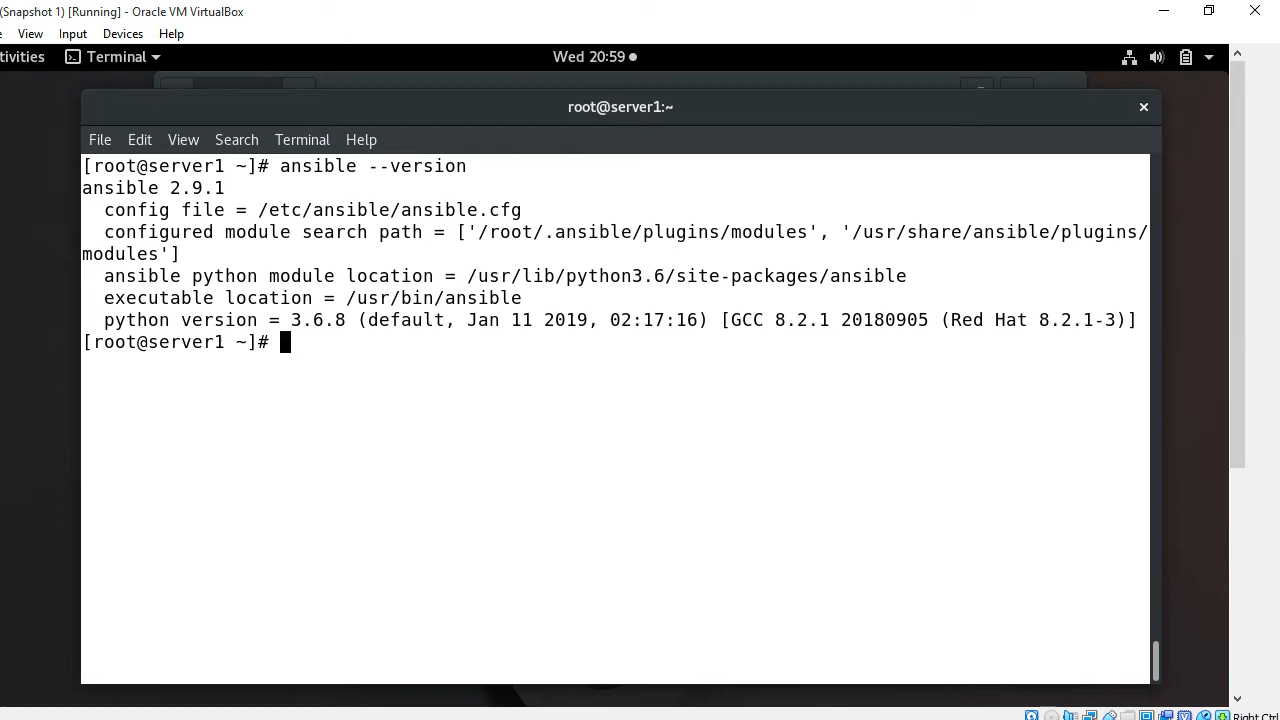 (Snapshot 1) [Running] - Oracle VM VirtualBox
View Input Devices Help
tivities Terminal Wed 20:59
root@server1:~
File Edit View Search Terminal Help
[root@server1 ~]# ansible --version
ansible 2.9.1
  config file = /etc/ansible/ansible.cfg
  configured module search path = ['/root/.ansible/plugins/modules', '/usr/share/ansible/plugins/
modules']
  ansible python module location = /usr/lib/python3.6/site-packages/ansible
  executable location = /usr/bin/ansible
  python version = 3.6.8 (default, Jan 11 2019, 02:17:16) [GCC 8.2.1 20180905 (Red Hat 8.2.1-3)]
[root@server1 ~]#
Right Ctrl